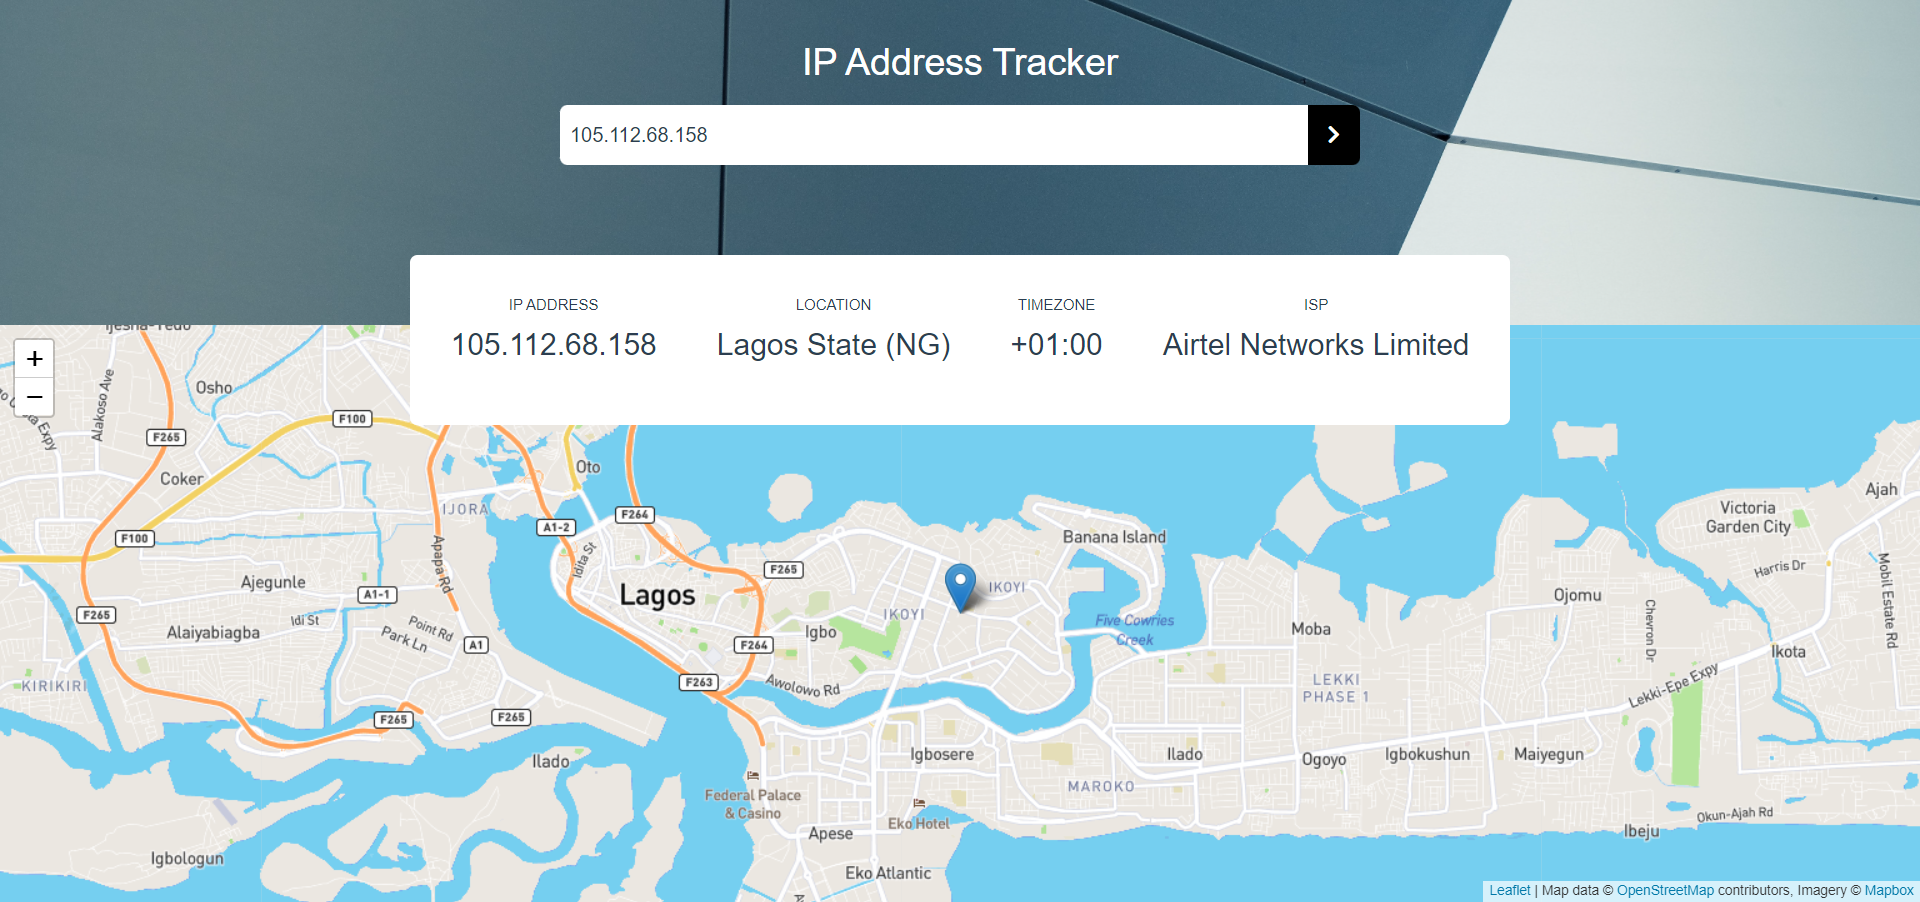 IP Address Tracker
105.112.68.158
IP ADDRESS
105.112.68.158
LOCATION
Lagos State (NG)
TIMEZONE
+01:00
ISP
Airtel Networks Limited
+
−
Ijesha-Tedo
Osho
Alakoso Ave
Expy
F100
F265
Coker
Oto
IJORA
A1-2
F264
F100
Apapa Rd
Idita St
Banana Island
Victoria
Garden City
Ajah
Harris Dr
Mobil Estate Rd
Ajegunle
A1-1
Lagos
F265
IKOYI
IKOYI
Five Cowries
Creek
Ojomu
Chevron Dr
F265
Idi St
Alaiyabiagba
Point Rd
Park Ln
A1
Igbo
F264
Moba
Ikota
KIRIKIRI
F263
Awolowo Rd
LEKKI
PHASE 1
Lekki-Epe Expy
F265
F265
Ilado
Igbosere
Ilado
Ogoyo
Igbokushun
Maiyegun
MAROKO
Federal Palace
& Casino
Eko Hotel
Apese
Okun-Ajah Rd
Ibeju
Igbologun
Eko Atlantic
Leaflet | Map data © OpenStreetMap contributors, Imagery © Mapbox